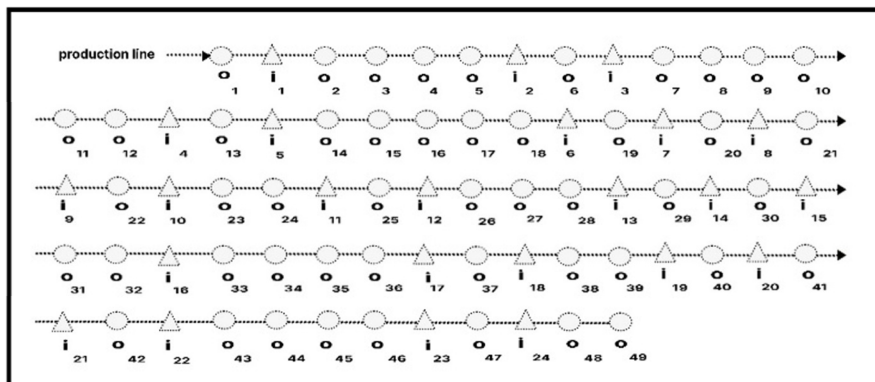 production line
o i o o o o i o i o o o o
1 1 2 3 4 5 2 6 3 7 8 9 10
o o i o i o o o o o i o i o i o
11 12 4 13 5 14 15 16 17 18 6 19 7 20 8 21
i o i o o i o i o o o i o i o i
9 22 10 23 24 11 25 12 26 27 28 13 29 14 30 15
o o i o o o o i o i o o i o i o
31 32 16 33 34 35 36 17 37 18 38 39 19 40 20 41
i o i o o o o i o i o o
21 42 22 43 44 45 46 23 47 24 48 49